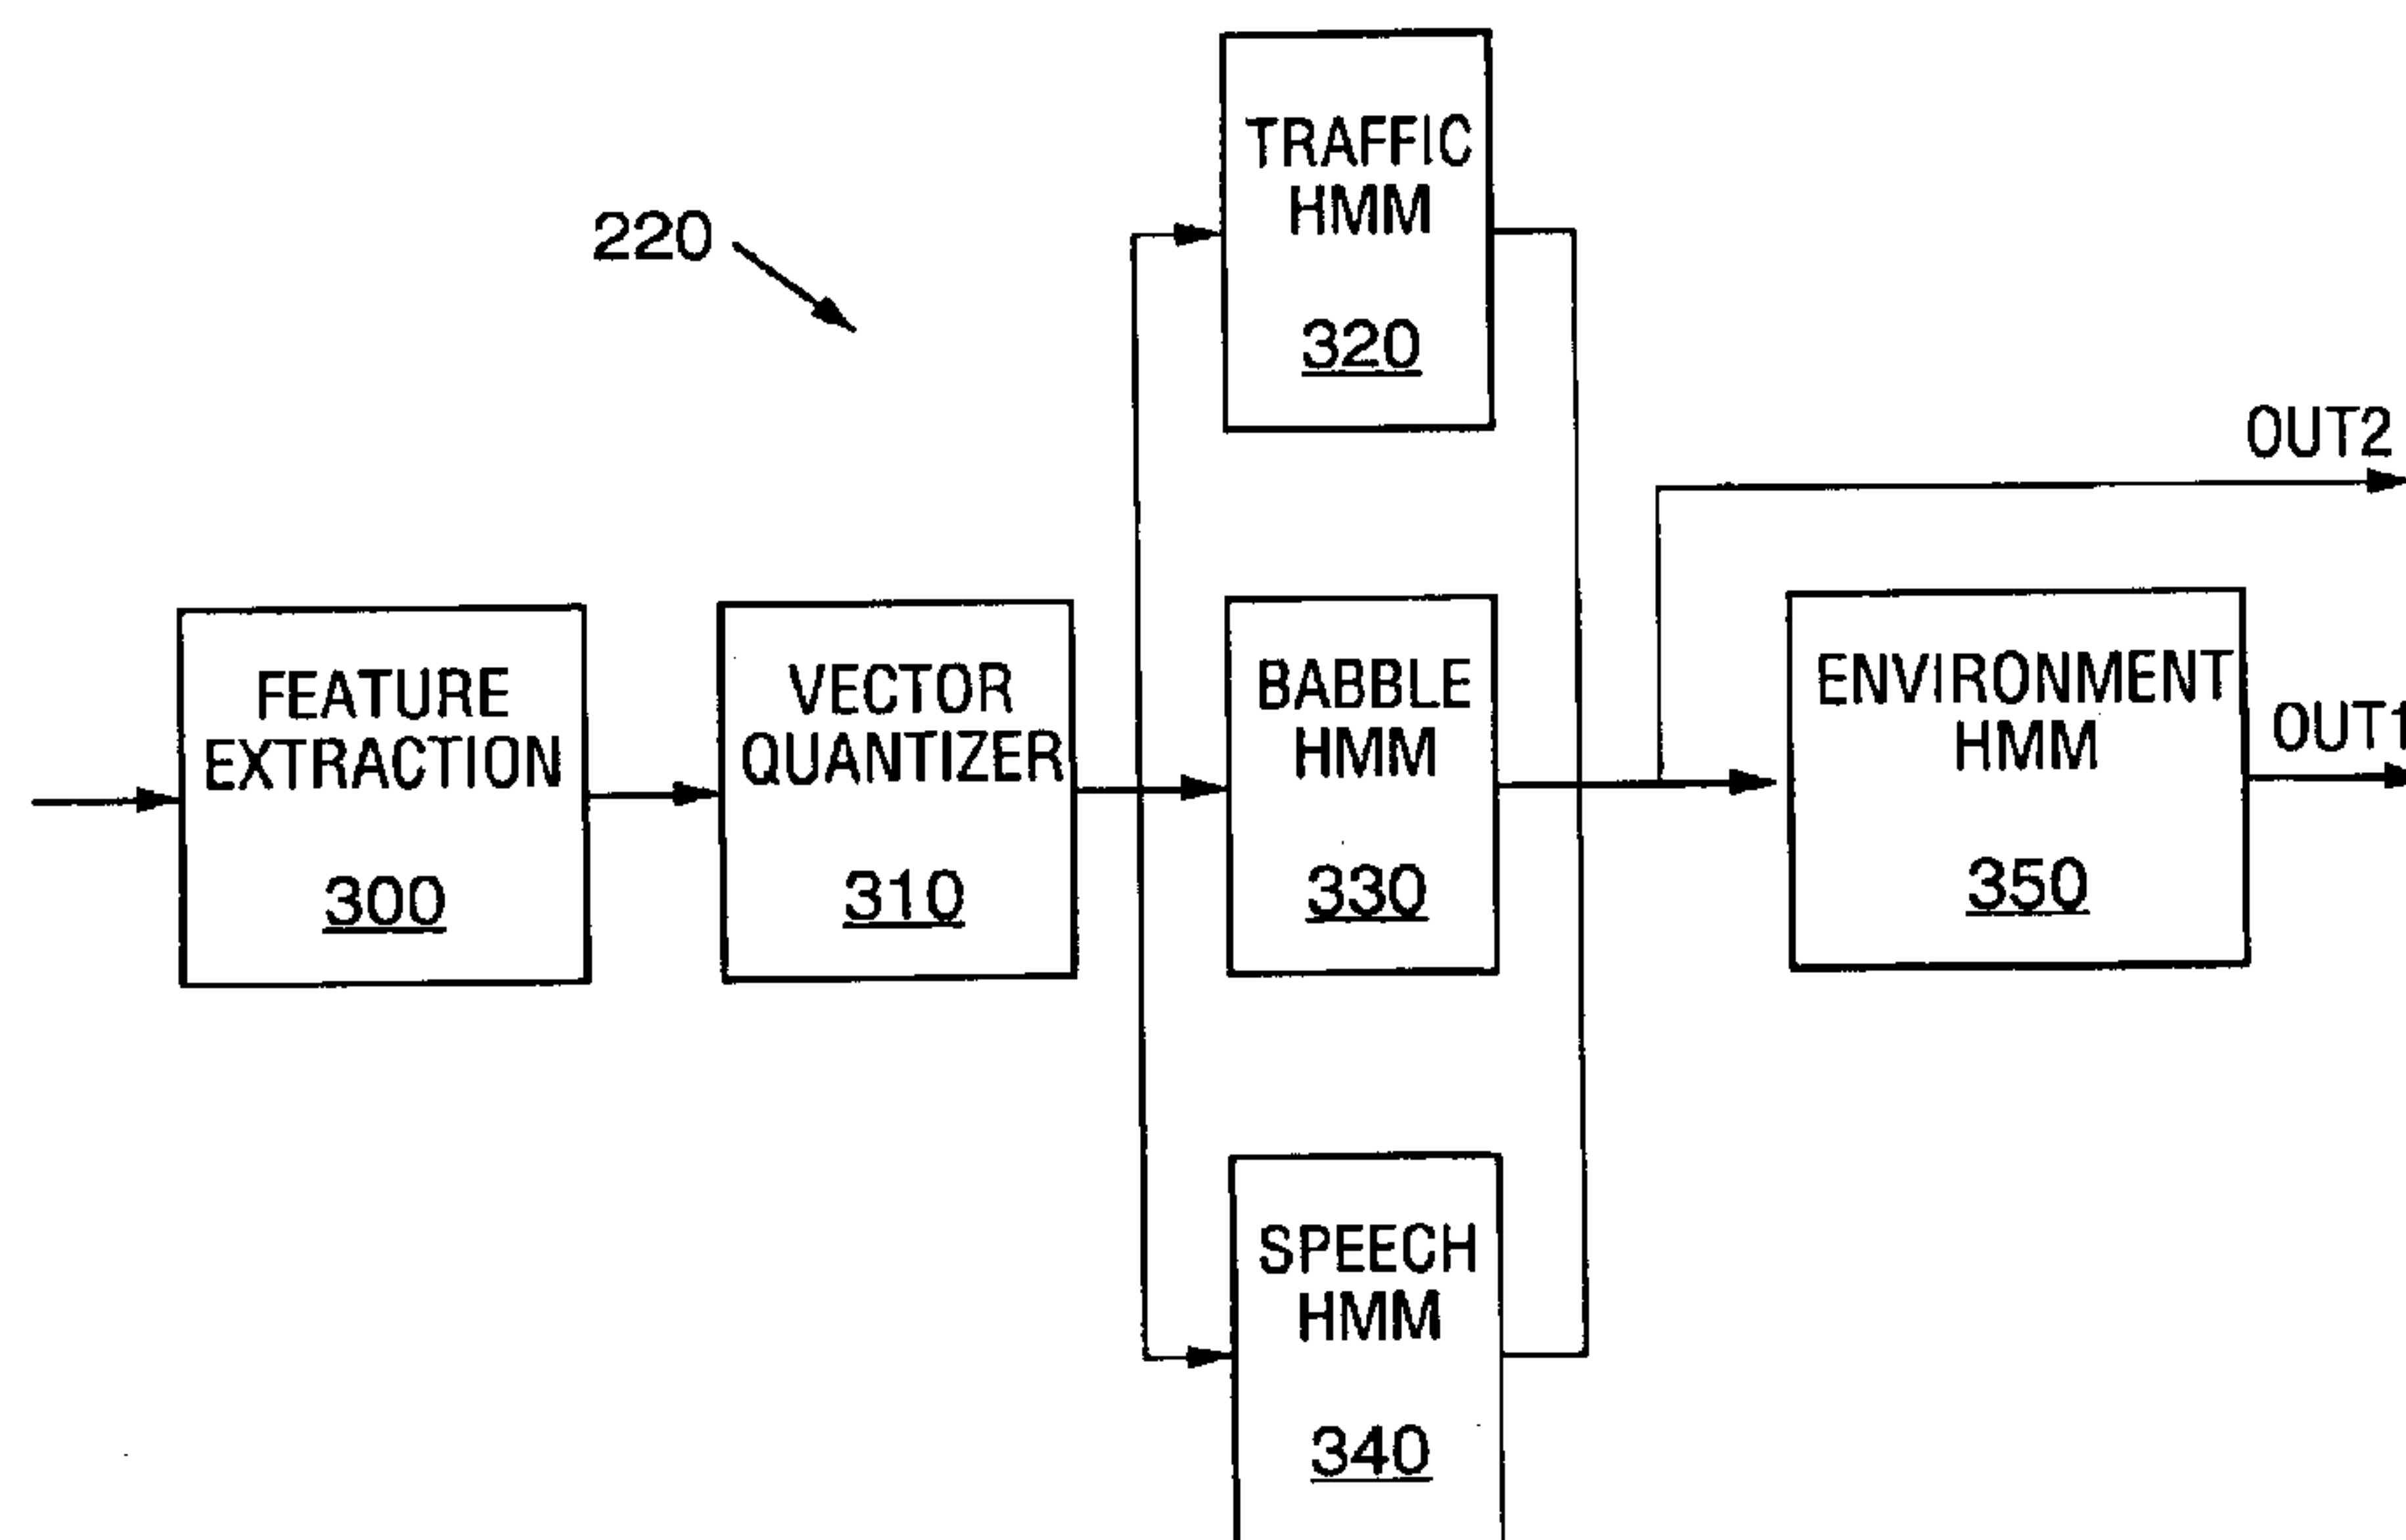 220
TRAFFIC
HMM
320
OUT2
FEATURE
EXTRACTION
300
VECTOR
QUANTIZER
310
BABBLE
HMM
330
ENVIRONMENT
HMM
350
OUT1
SPEECH
HMM
340